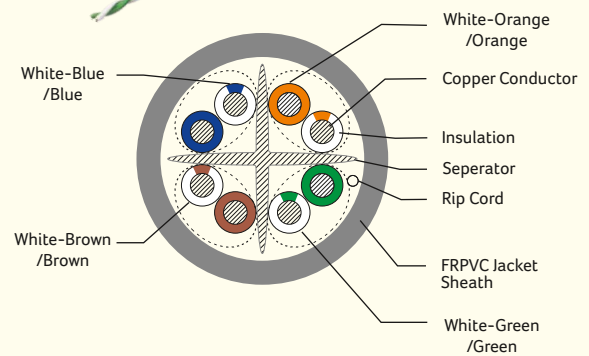 White-Orange
/Orange
White-Blue
/Blue
Copper Conductor
Insulation
Seperator
Rip Cord
White-Brown
/Brown
FRPVC Jacket
Sheath
White-Green
/Green